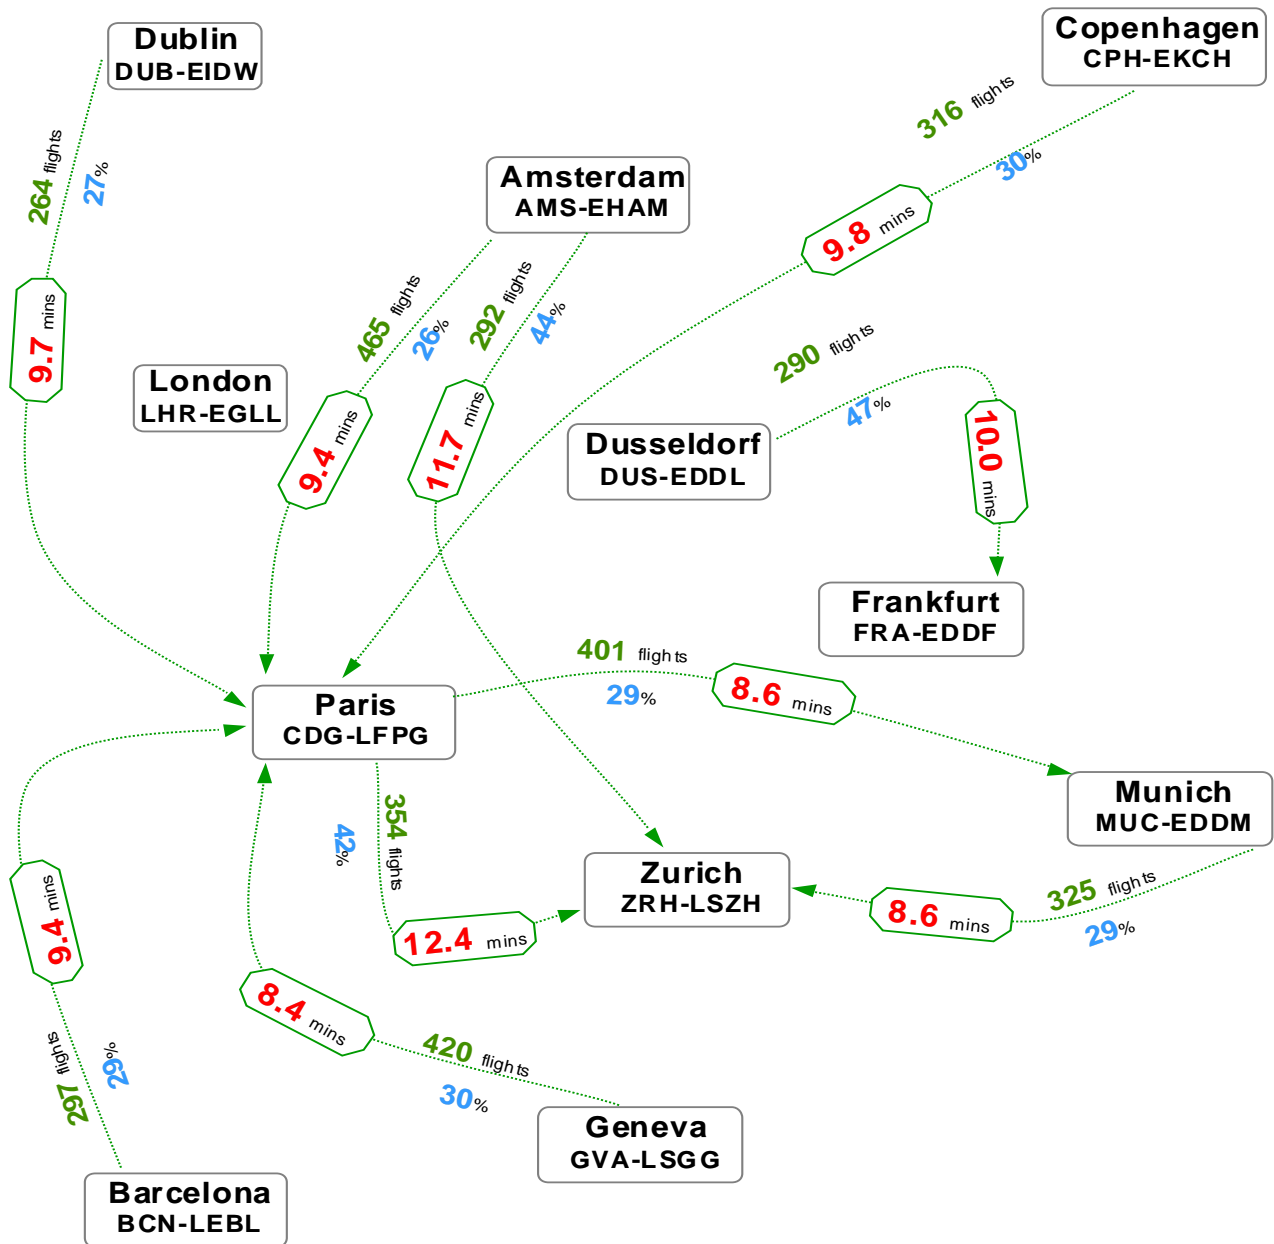 Dublin
DUB-EIDW
Copenhagen
CPH-EKCH
316 flights
30%
264 flights
27%
Amsterdam
AMS-EHAM
9.8 mins
465 flights
26%
292 flights
44%
9.7 mins
290 flights
47%
London
LHR-EGLL
9.4 mins
11.7 mins
10.0 mins
Dusseldorf
DUS-EDDL
Frankfurt
FRA-EDDF
401 flights
29%
8.6 mins
Paris
CDG-LFPG
Munich
MUC-EDDM
354 flights
42%
Zurich
ZRH-LSZH
325 flights
29%
8.6 mins
12.4 mins
9.4 mins
8.4 mins
420 flights
30%
297 flights
29%
Geneva
GVA-LSGG
Barcelona
BCN-LEBL